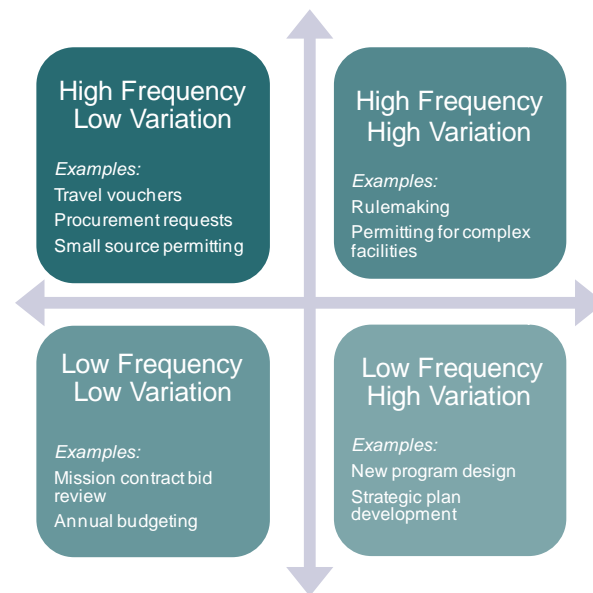 High Frequency
Low Variation
Examples:
Travel vouchers
Procurement requests
Small source permitting
High Frequency
High Variation
Examples:
Rulemaking
Permitting for complex
facilities
Low Frequency
Low Variation
Examples:
Mission contract bid
review
Annual budgeting
Low Frequency
High Variation
Examples:
New program design
Strategic plan
development